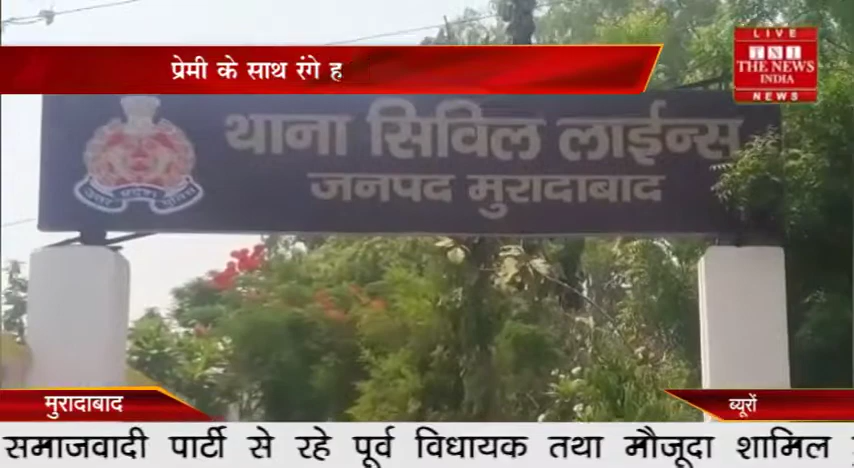 प्रेमी के साथ रंगे ह
LIVE
TNI
THE NEWS
INDIA
NEWS
थाना सिविल लाईन्स
जनपद मुरादाबाद
मुरादाबाद
ब्यूरों
समाजवादी पार्टी से रहे पूर्व विधायक तथा मौजूदा शामिल